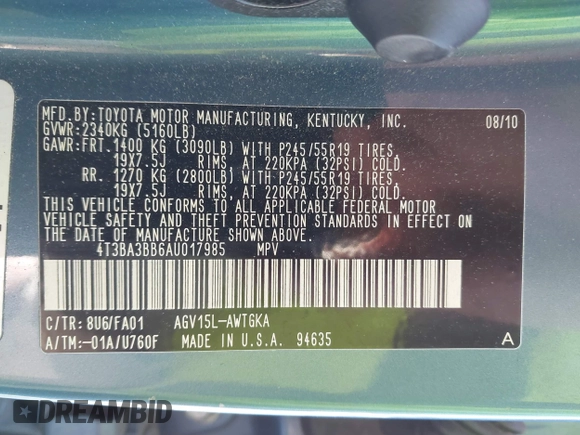 MFD.BY:TOYOTA MOTOR MANUFACTURING, KENTUCKY, INC. 08/10
GVWR:2340KG (5160LB)
GAWR:FRT.1400 KG (3090LB) WITH P245/55R19 TIRES,
19X7.5J RIMS, AT 220KPA (32PSI) COLD.
RR. 1270 KG (2800LB) WITH P245/55R19 TIRES,
19X7.5J RIMS, AT 220KPA (32PSI) COLD.
THIS VEHICLE CONFORMS TO ALL APPLICABLE FEDERAL MOTOR
VEHICLE SAFETY AND THEFT PREVENTION STANDARDS IN EFFECT ON
THE DATE OF MANUFACTURE SHOWN ABOVE.
4T3BA3BB6AU017985 MPV
C/TR:8U6/FA01 AGV15L-AWTGKA
A/TM:-01A/U760F MADE IN U.S.A. 94635 A
DREAMBID